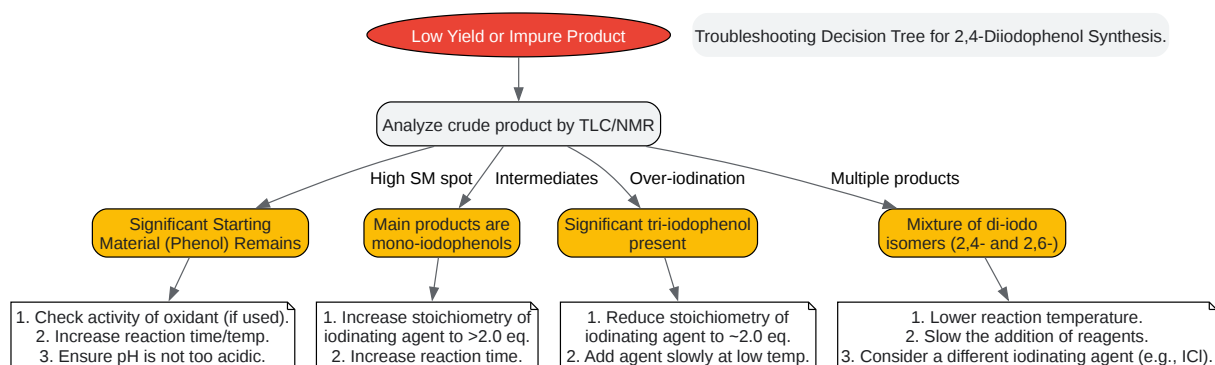 Low Yield or Impure Product
Troubleshooting Decision Tree for 2,4-Diiodophenol Synthesis.
Analyze crude product by TLC/NMR
High SM spot
Intermediates
Over-iodination
Multiple products
Significant Starting
Material (Phenol) Remains
Main products are
mono-iodophenols
Significant tri-iodophenol
present
Mixture of di-iodo
isomers (2,4- and 2,6-)
1. Check activity of oxidant (if used).
2. Increase reaction time/temp.
3. Ensure pH is not too acidic.
1. Increase stoichiometry of
iodinating agent to >2.0 eq.
2. Increase reaction time.
1. Reduce stoichiometry of
iodinating agent to ~2.0 eq.
2. Add agent slowly at low temp.
1. Lower reaction temperature.
2. Slow the addition of reagents.
3. Consider a different iodinating agent (e.g., ICl).